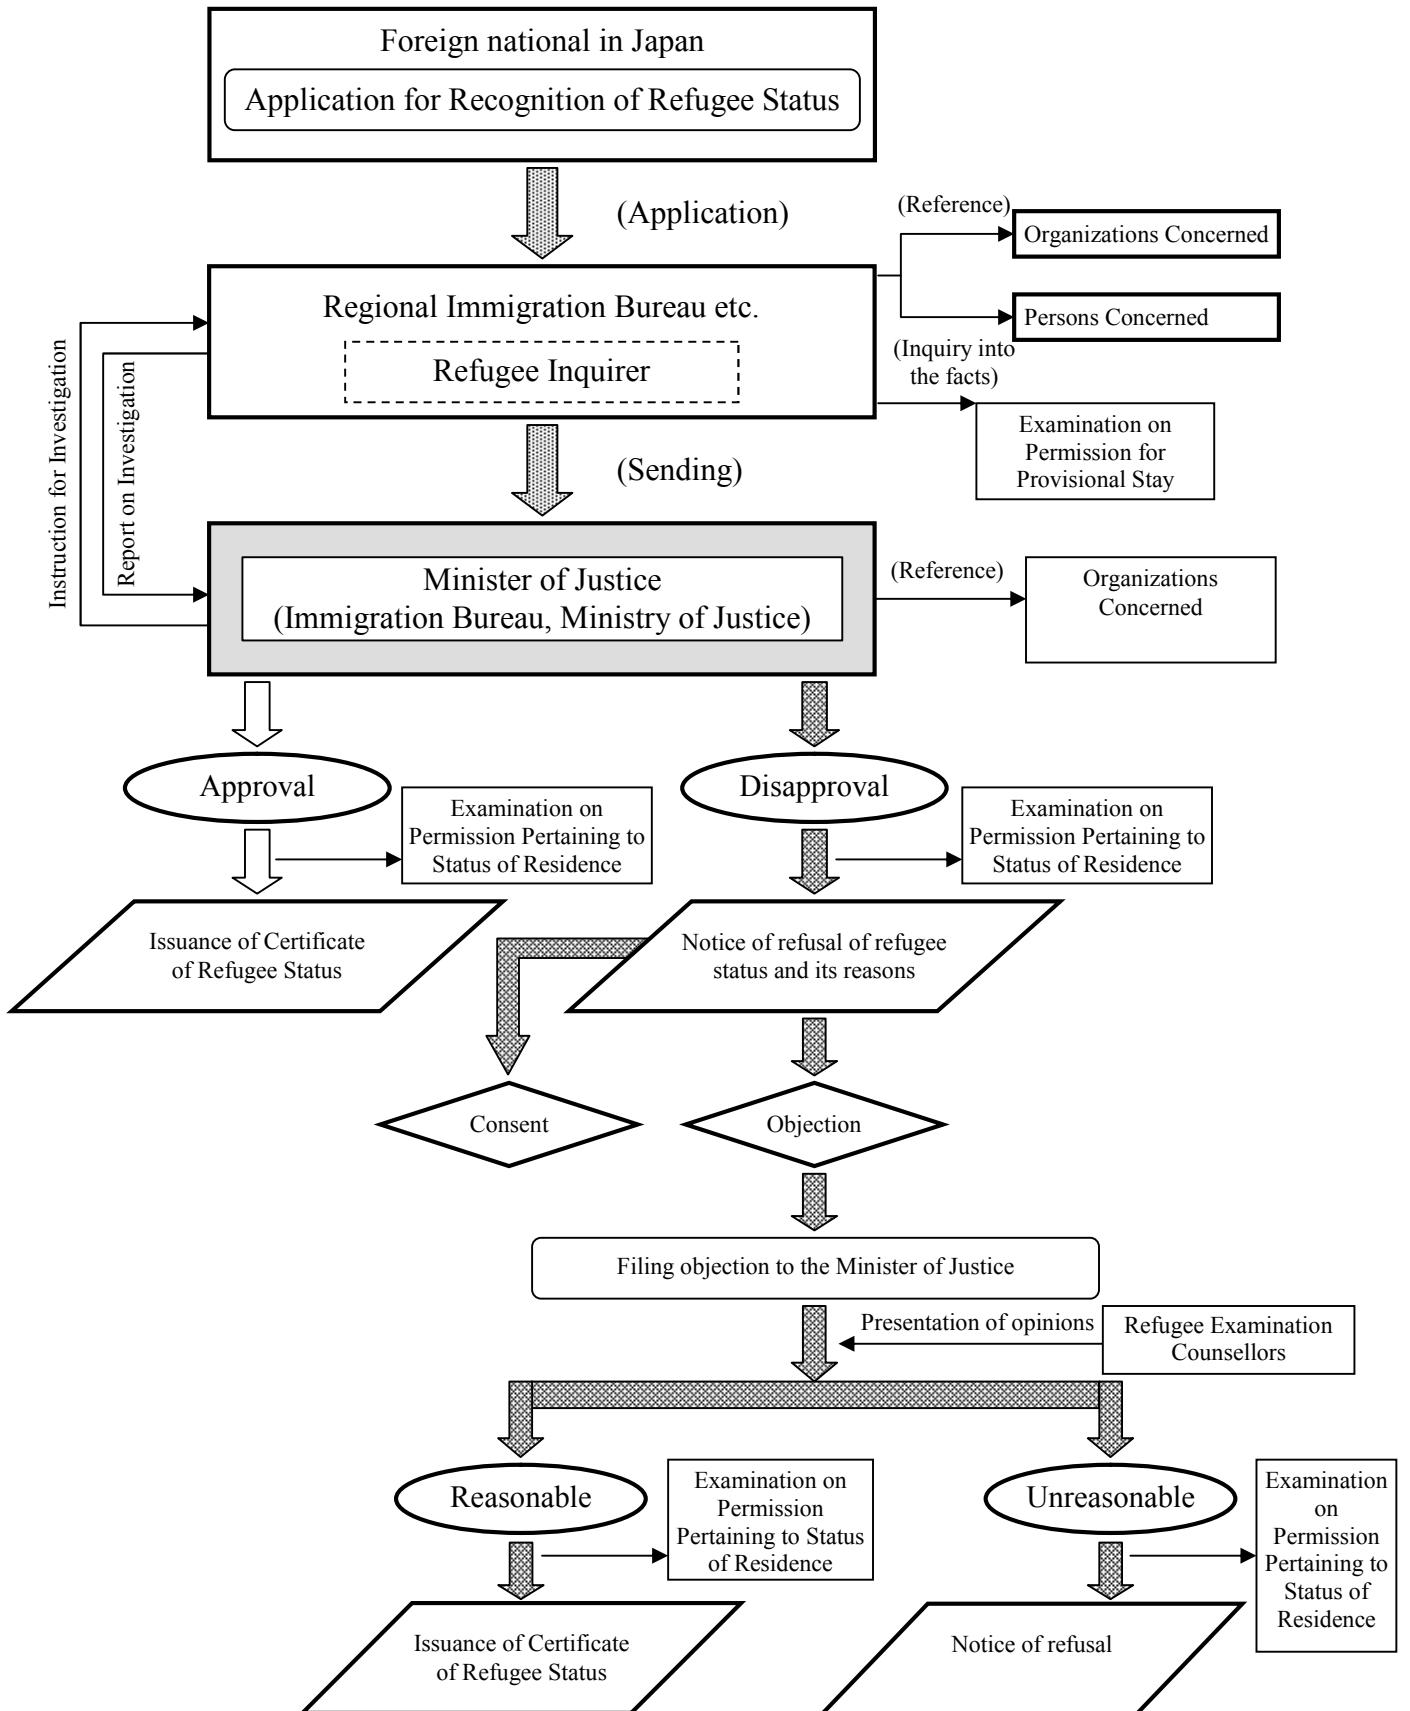 Foreign national in Japan
Application for Recognition of Refugee Status
(Application)
(Reference)
Organizations Concerned
Regional Immigration Bureau etc.
Persons Concerned
Refugee Inquirer
(Inquiry into
the facts)
Examination on
Permission for
Provisional Stay
Instruction for Investigation
Report on Investigation
(Sending)
Minister of Justice
(Immigration Bureau, Ministry of Justice)
(Reference)
Organizations
Concerned
Approval
Examination on
Permission Pertaining to
Status of Residence
Disapproval
Examination on
Permission Pertaining to
Status of Residence
Issuance of Certificate
of Refugee Status
Notice of refusal of refugee
status and its reasons
Consent
Objection
Filing objection to the Minister of Justice
Presentation of opinions
Refugee Examination
Counsellors
Reasonable
Examination on
Permission
Pertaining to Status
of Residence
Unreasonable
Examination
on
Permission
Pertaining to
Status of
Residence
Issuance of Certificate
of Refugee Status
Notice of refusal